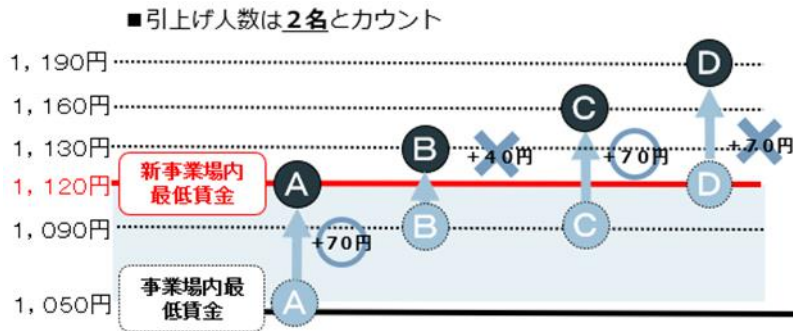 ■引上げ人数は２名とカウント
1,190円
D
1,160円
C
1,130円
B
+40円
+70円
+70円
新事業場内
最低賃金
1,120円
A
D
1,090円
+70円
B
C
事業場内最
低賃金
1,050円
A